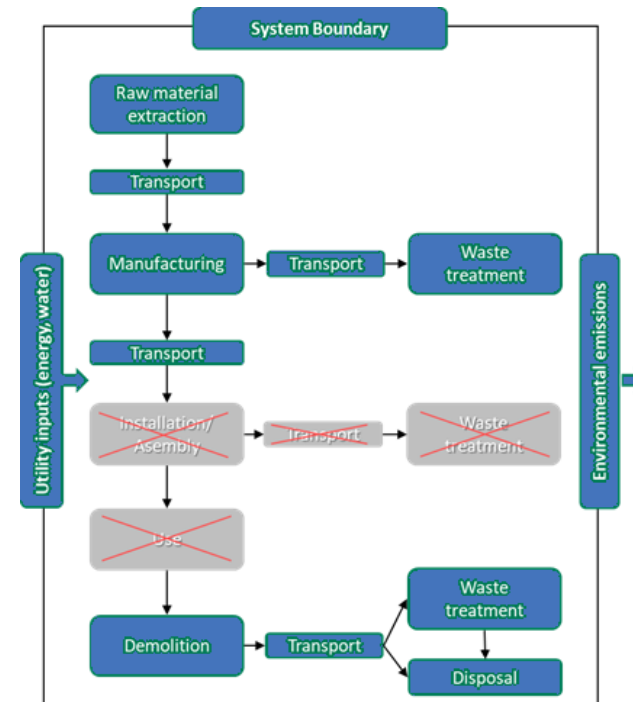 System Boundary
Raw material
extraction
Transport
Manufacturing
Transport
Waste
treatment
Transport
Installation/
Asembly
Transport
Waste
treatment
Use
Demolition
Transport
Waste
treatment
Disposal
Utility inputs (energy, water)
Environmental emissions